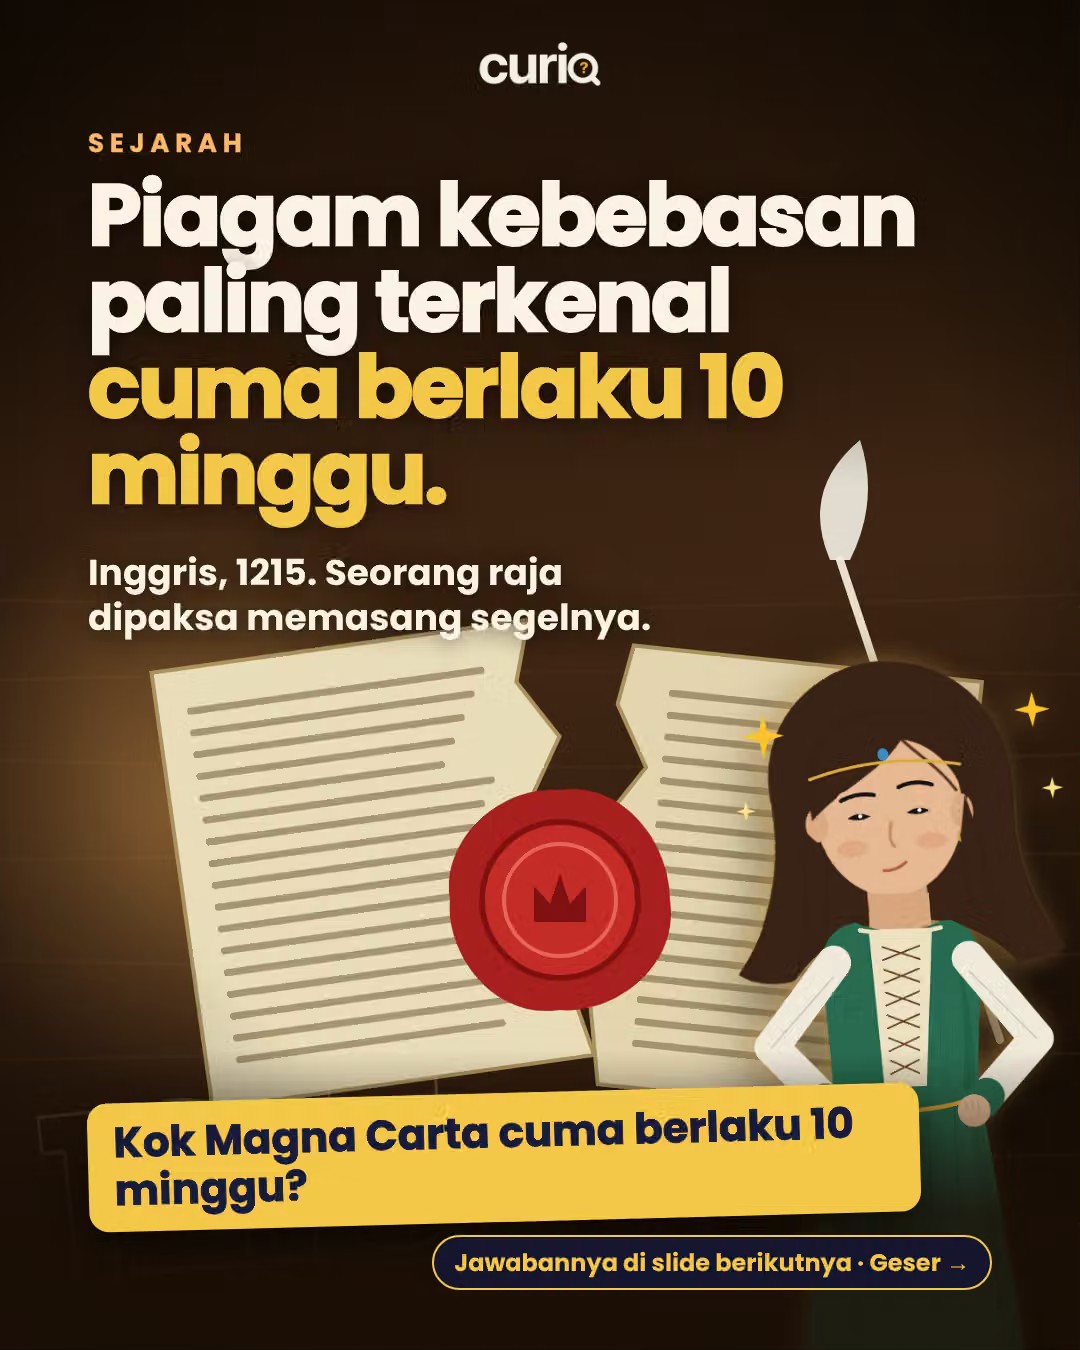 curio
SEJARAH
Piagam kebebasan
paling terkenal
cuma berlaku 10
minggu.
Inggris, 1215. Seorang raja
dipaksa memasang segelnya.
Kok Magna Carta cuma berlaku 10
minggu?
Jawabannya di slide berikutnya · Geser →